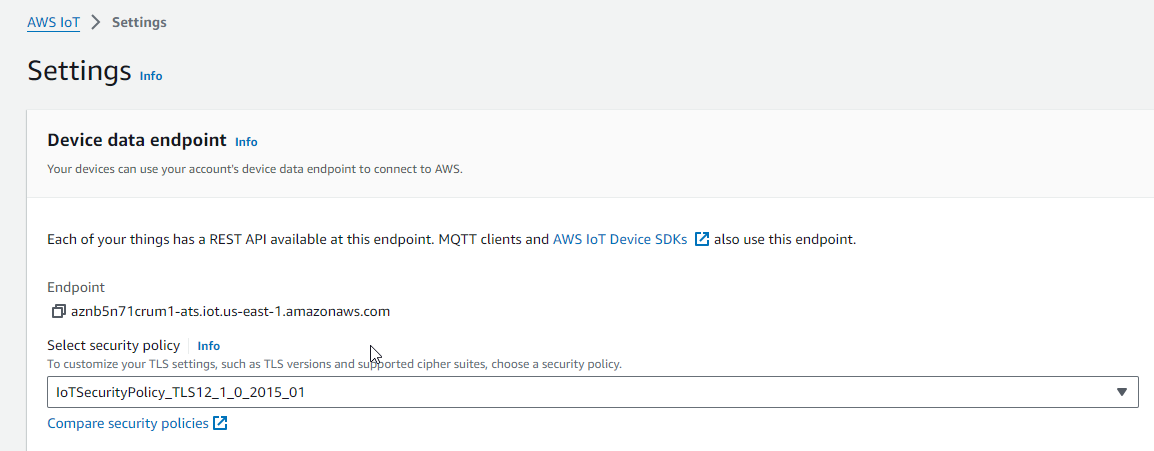 AWS IoT > Settings
Settings Info
Device data endpoint Info
Your devices can use your account's device data endpoint to connect to AWS.
Each of your things has a REST API available at this endpoint. MQTT clients and AWS IoT Device SDKs also use this endpoint.
Endpoint
aznb5n71crum1-ats.iot.us-east-1.amazonaws.com
Select security policy Info
To customize your TLS settings, such as TLS versions and supported cipher suites, choose a security policy.
IoTSecurityPolicy_TLS12_1_0_2015_01
Compare security policies